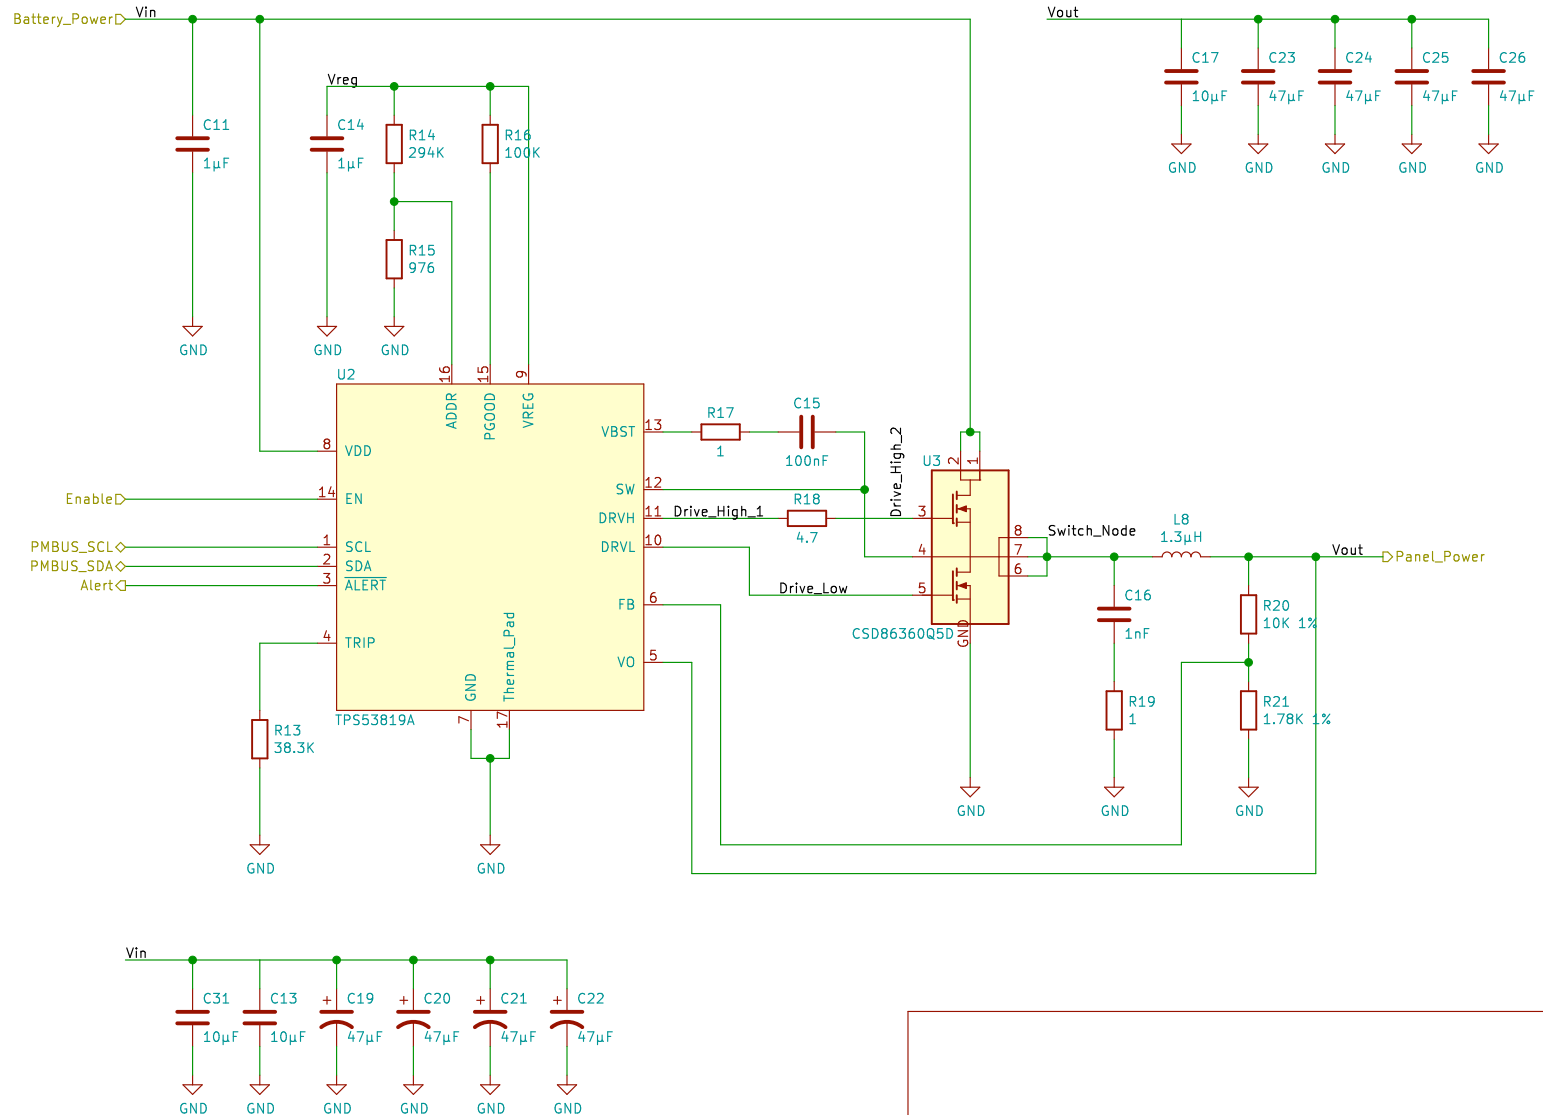 Battery_Power
Vin
Vout
C17
10µF
GND
C23
47µF
GND
C24
47µF
GND
C25
47µF
GND
C26
47µF
GND
Vreg
C11
1µF
GND
C14
1µF
GND
R14
294K
R15
976
GND
R16
100K
U2
16
15
9
ADDR
PGOOD
VREG
8
VDD
Enable
14
EN
PMBUS_SCL
1
SCL
PMBUS_SDA
2
SDA
Alert
3
ALERT
4
TRIP
R13
38.3K
GND
GND
Thermal_Pad
7
17
GND
TPS53819A
VBST
13
SW
12
DRVH
11
DRVL
10
FB
6
VO
5
R17
1
C15
100nF
Drive_High_1
R18
4.7
Drive_High_2
Drive_Low
U3
2
1
3
4
5
8
7
6
GND
CSD86360Q5D
GND
Switch_Node
L8
1.3µH
Vout
Panel_Power
C16
1nF
R19
1
GND
R20
10K 1%
R21
1.78K 1%
GND
Vin
C31
10µF
GND
C13
10µF
GND
+
C19
47µF
GND
+
C20
47µF
GND
+
C21
47µF
GND
+
C22
47µF
GND